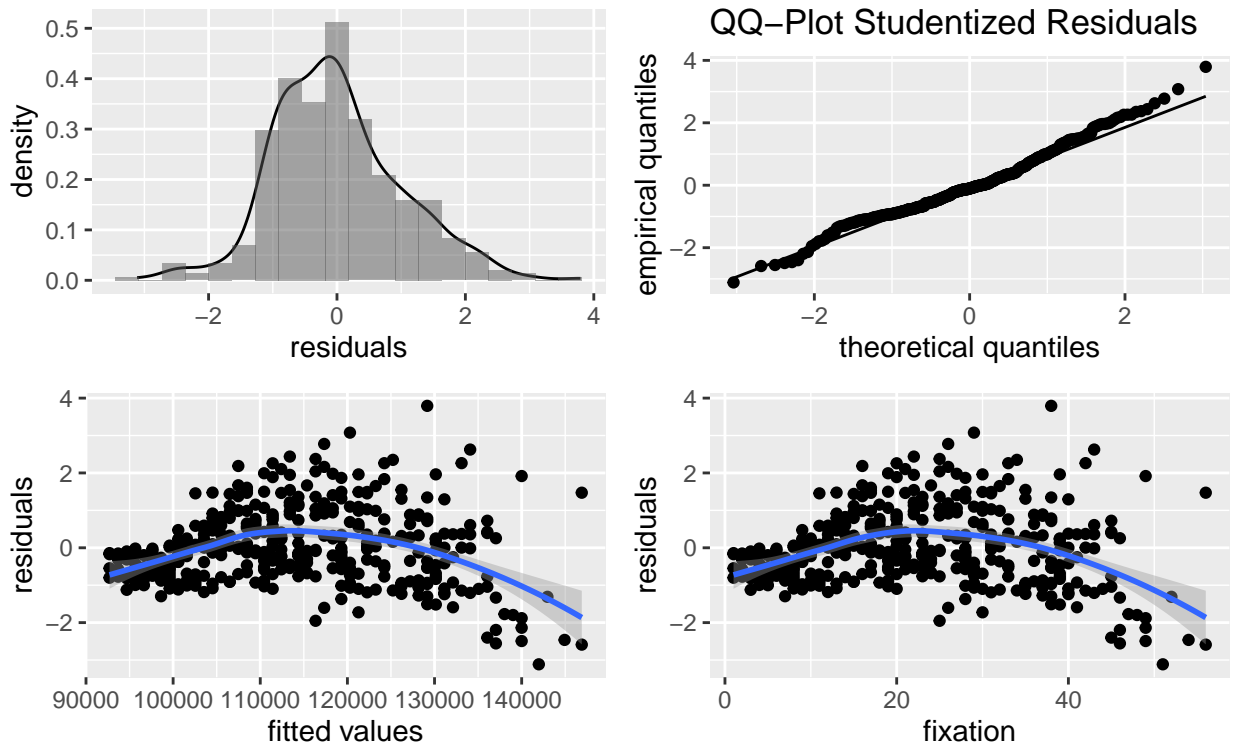 density
0.5
0.4
0.3
0.2
0.1
0.0
−2
0
2
4
residuals
QQ−Plot Studentized Residuals
empirical quantiles
4
2
0
−2
−2
0
2
theoretical quantiles
residuals
4
2
0
−2
90000 100000 110000 120000 130000 140000
fitted values
residuals
4
2
0
−2
0
20
40
fixation